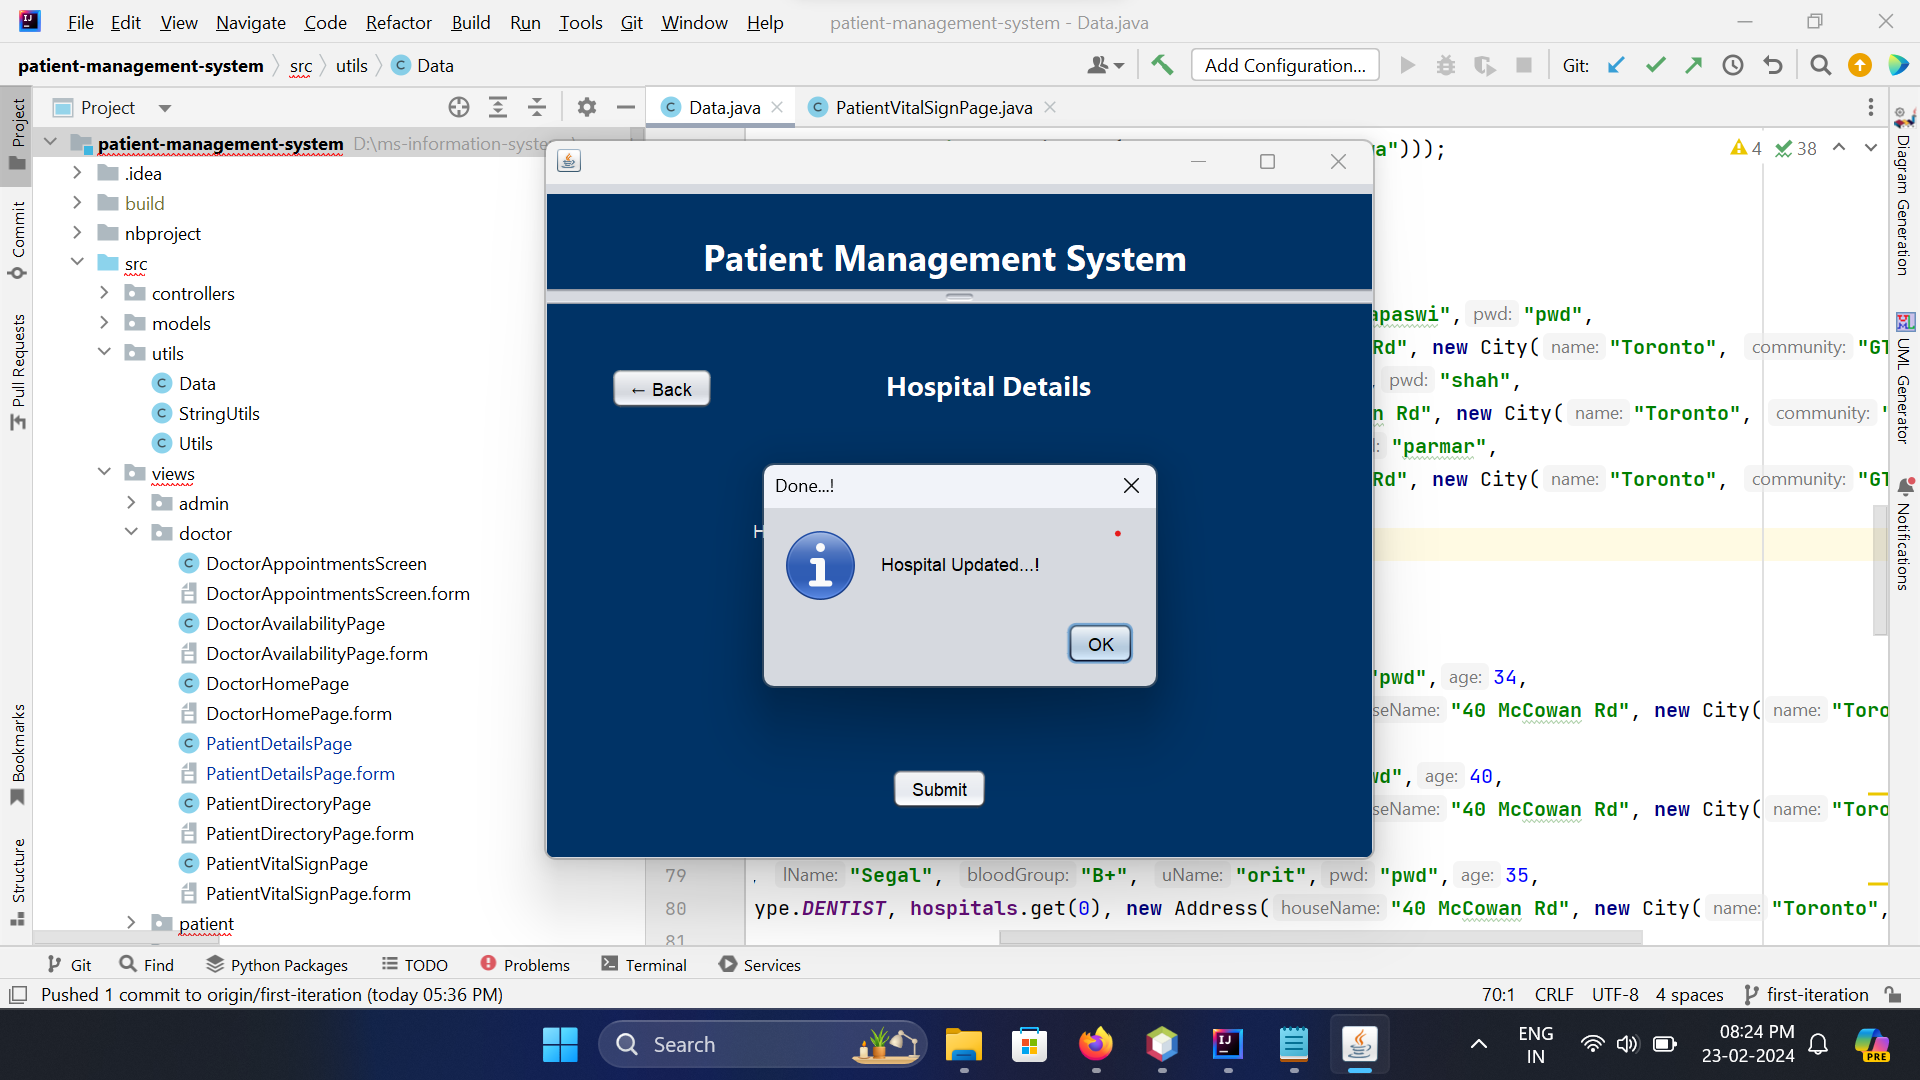 File Edit View Navigate Code Refactor Build Run Tools Git Window Help patient-management-system - Data.java
patient-management-system src utils Data
Add Configuration...
Git:
Project
Data.java
PatientVitalSignPage.java
patient-management-system D:\ms-information-syste
.idea
build
nbproject
src
controllers
models
utils
Data
StringUtils
Utils
views
admin
doctor
DoctorAppointmentsScreen
DoctorAppointmentsScreen.form
DoctorAvailabilityPage
DoctorAvailabilityPage.form
DoctorHomePage
DoctorHomePage.form
PatientDetailsPage
PatientDetailsPage.form
PatientDirectoryPage
PatientDirectoryPage.form
PatientVitalSignPage
PatientVitalSignPage.form
patient
Project
Commit
Pull Requests
Bookmarks
Structure
Patient Management System
← Back
Hospital Details
H
Done...!
Hospital Updated...!
OK
Submit
a")));
4 38
apaswi", pwd: "pwd",
Rd", new City( name: "Toronto", community: "GT
, pwd: "shah",
n Rd", new City( name: "Toronto", community: "
: "parmar",
Rd", new City( name: "Toronto", community: "GT
"pwd", age: 34,
seName: "40 McCowan Rd", new City( name: "Toro
wd", age: 40,
seName: "40 McCowan Rd", new City( name: "Toro
79 , lName: "Segal", bloodGroup: "B+", uName: "orit", pwd: "pwd", age: 35,
80 ype.DENTIST, hospitals.get(0), new Address( houseName: "40 McCowan Rd", new City( name: "Toronto",
81
Diagram Generation
UML Generator
Notifications
Git Find Python Packages TODO Problems Terminal Services
Pushed 1 commit to origin/first-iteration (today 05:36 PM)
70:1 CRLF UTF-8 4 spaces first-iteration
Search
ENG
IN
08:24 PM
23-02-2024
PRE